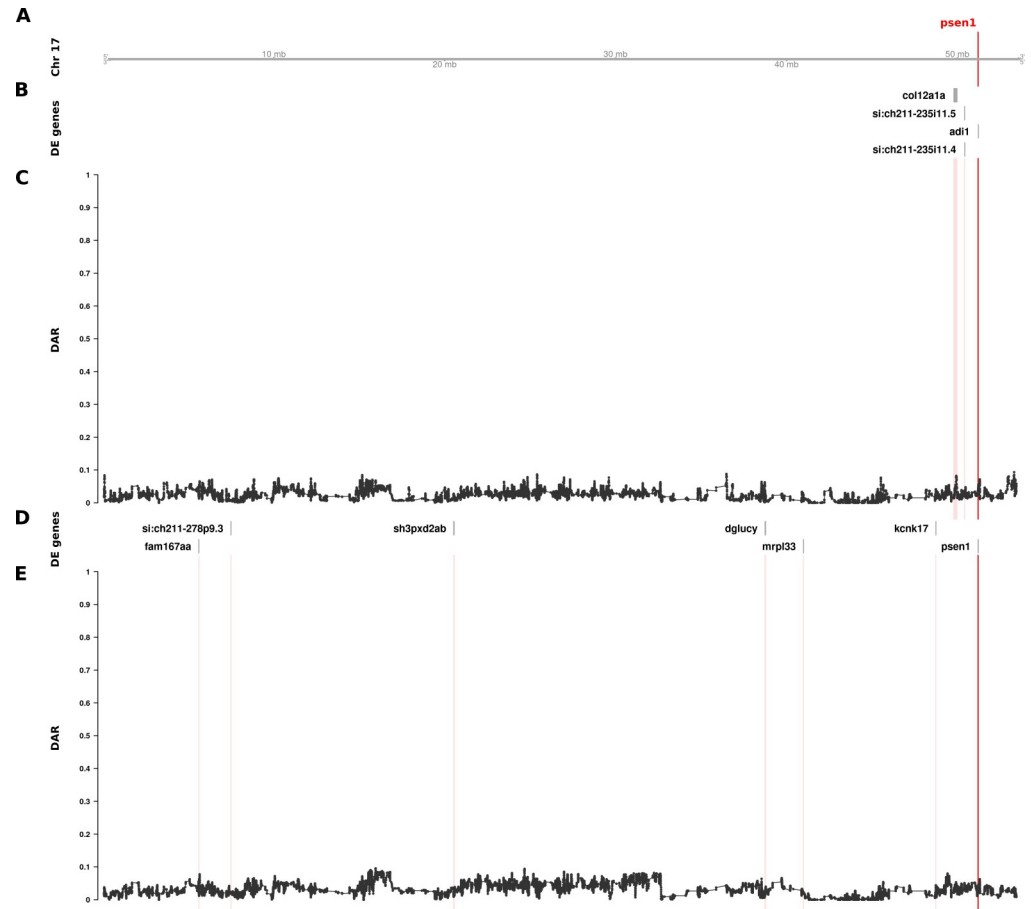 A
psen1
Chr 17
10 mb
20 mb
30 mb
40 mb
50 mb
B
DE genes
col12a1a
si:ch211-235i11.5
adi1
si:ch211-235i11.4
C
DAR
1
0.9
0.8
0.7
0.6
0.5
0.4
0.3
0.2
0.1
0
D
DE genes
si:ch211-278p9.3
sh3pxd2ab
dglucy
kcnk17
fam167aa
mrpl33
psen1
E
DAR
1
0.9
0.8
0.7
0.6
0.5
0.4
0.3
0.2
0.1
0